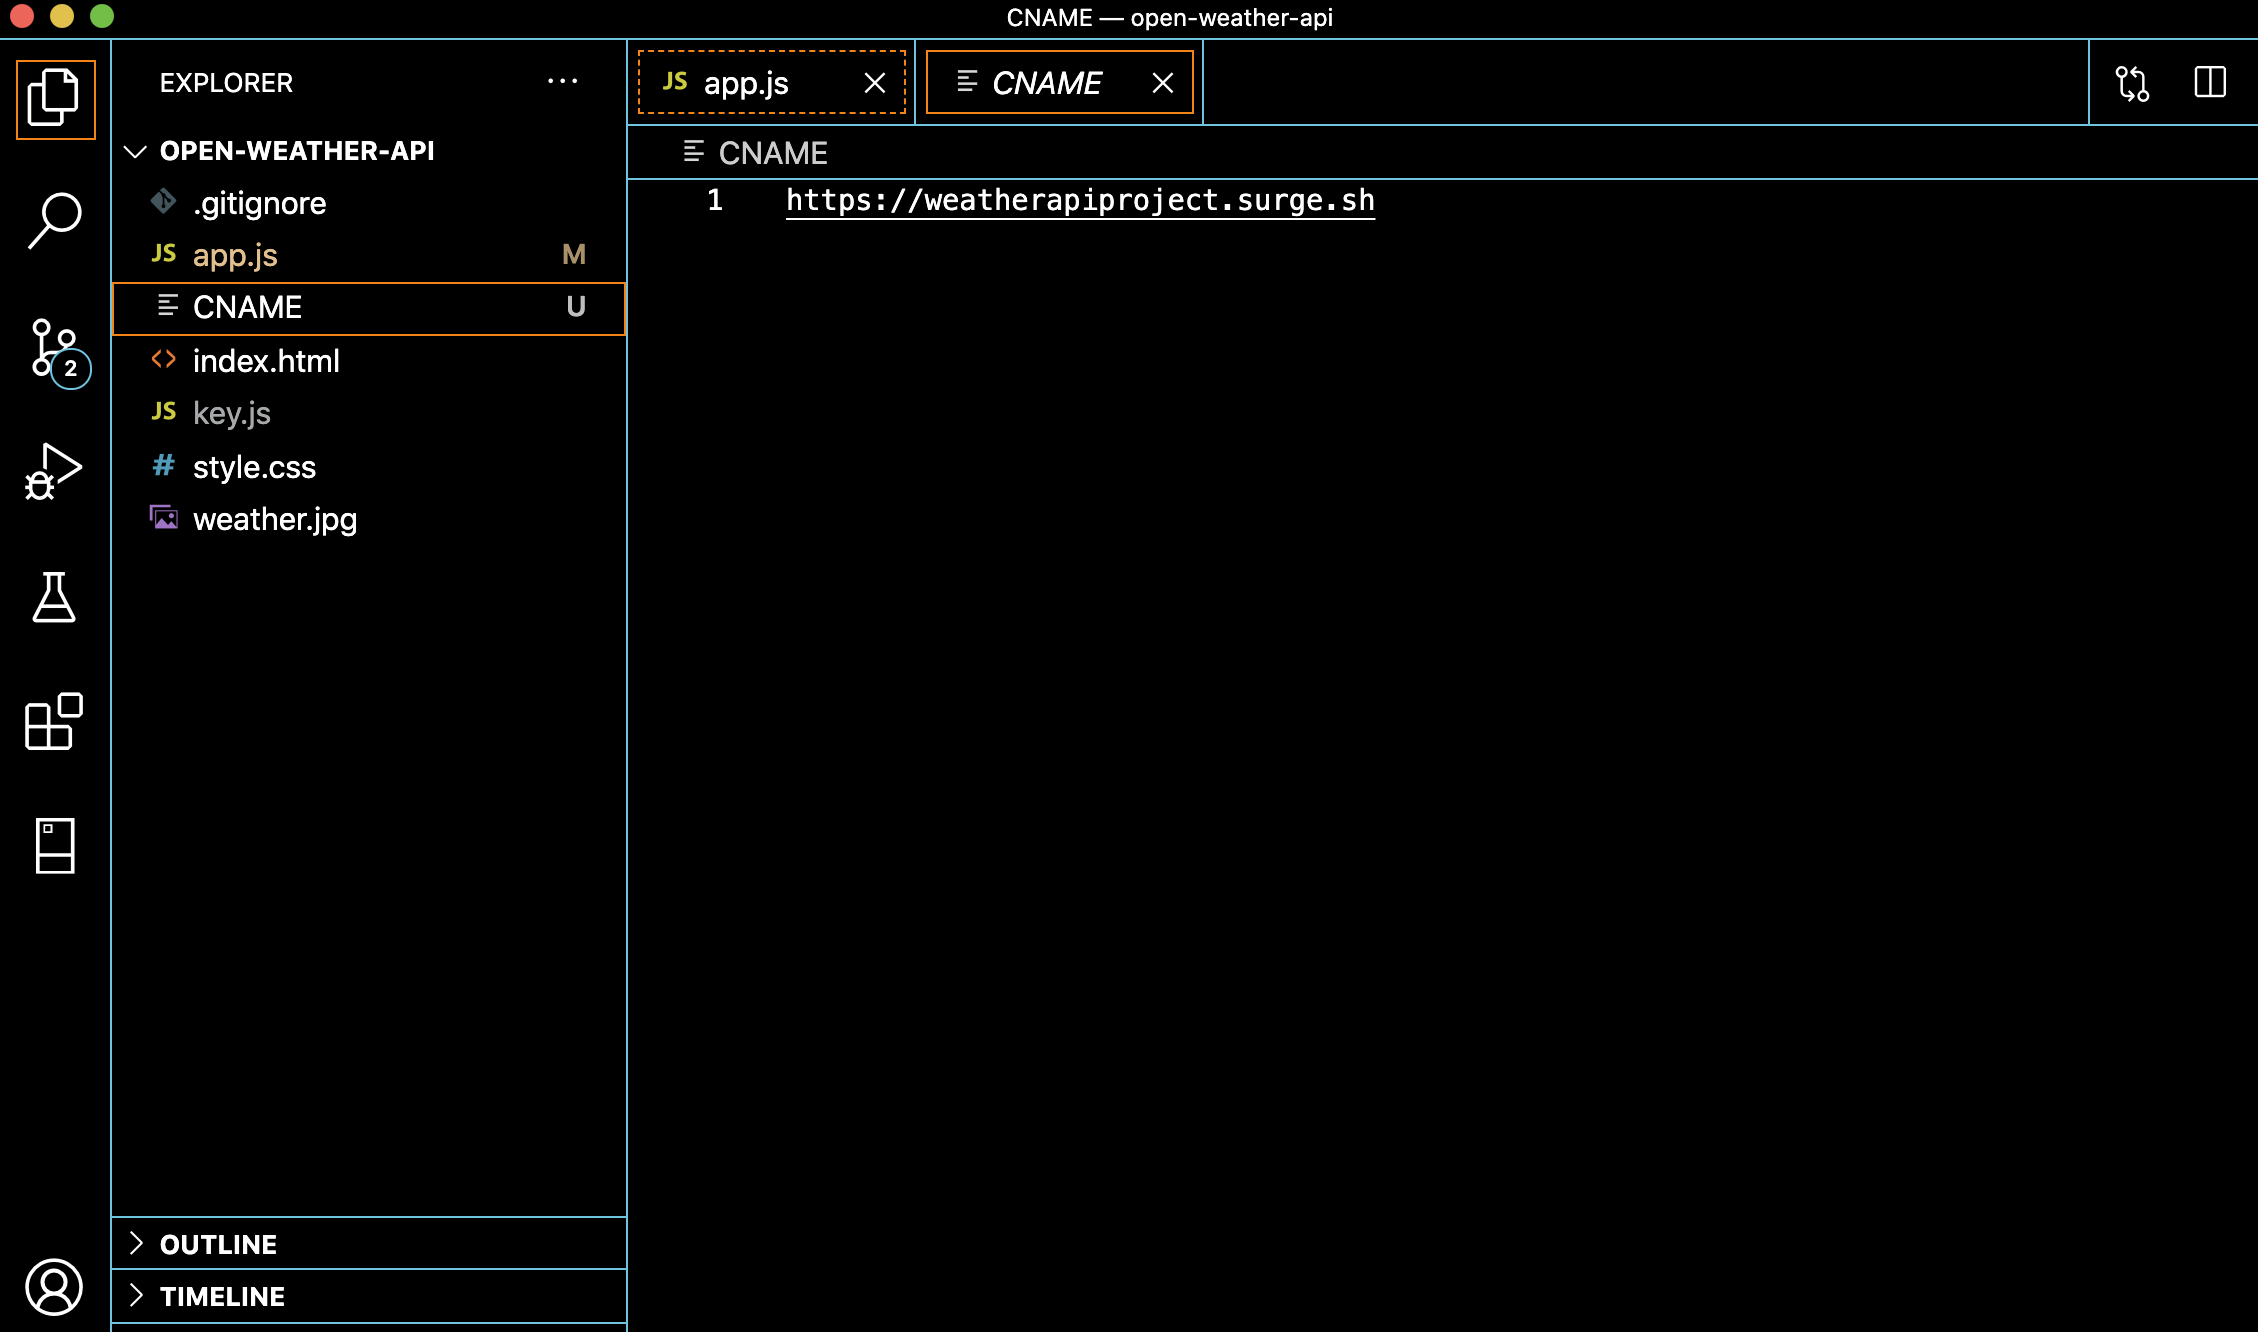 CNAME — open-weather-api
EXPLORER
JS app.js
CNAME
OPEN-WEATHER-API
CNAME
.gitignore
1 https://weatherapiproject.surge.sh
JS app.js M
CNAME U
<> index.html
JS key.js
# style.css
weather.jpg
2
OUTLINE
TIMELINE